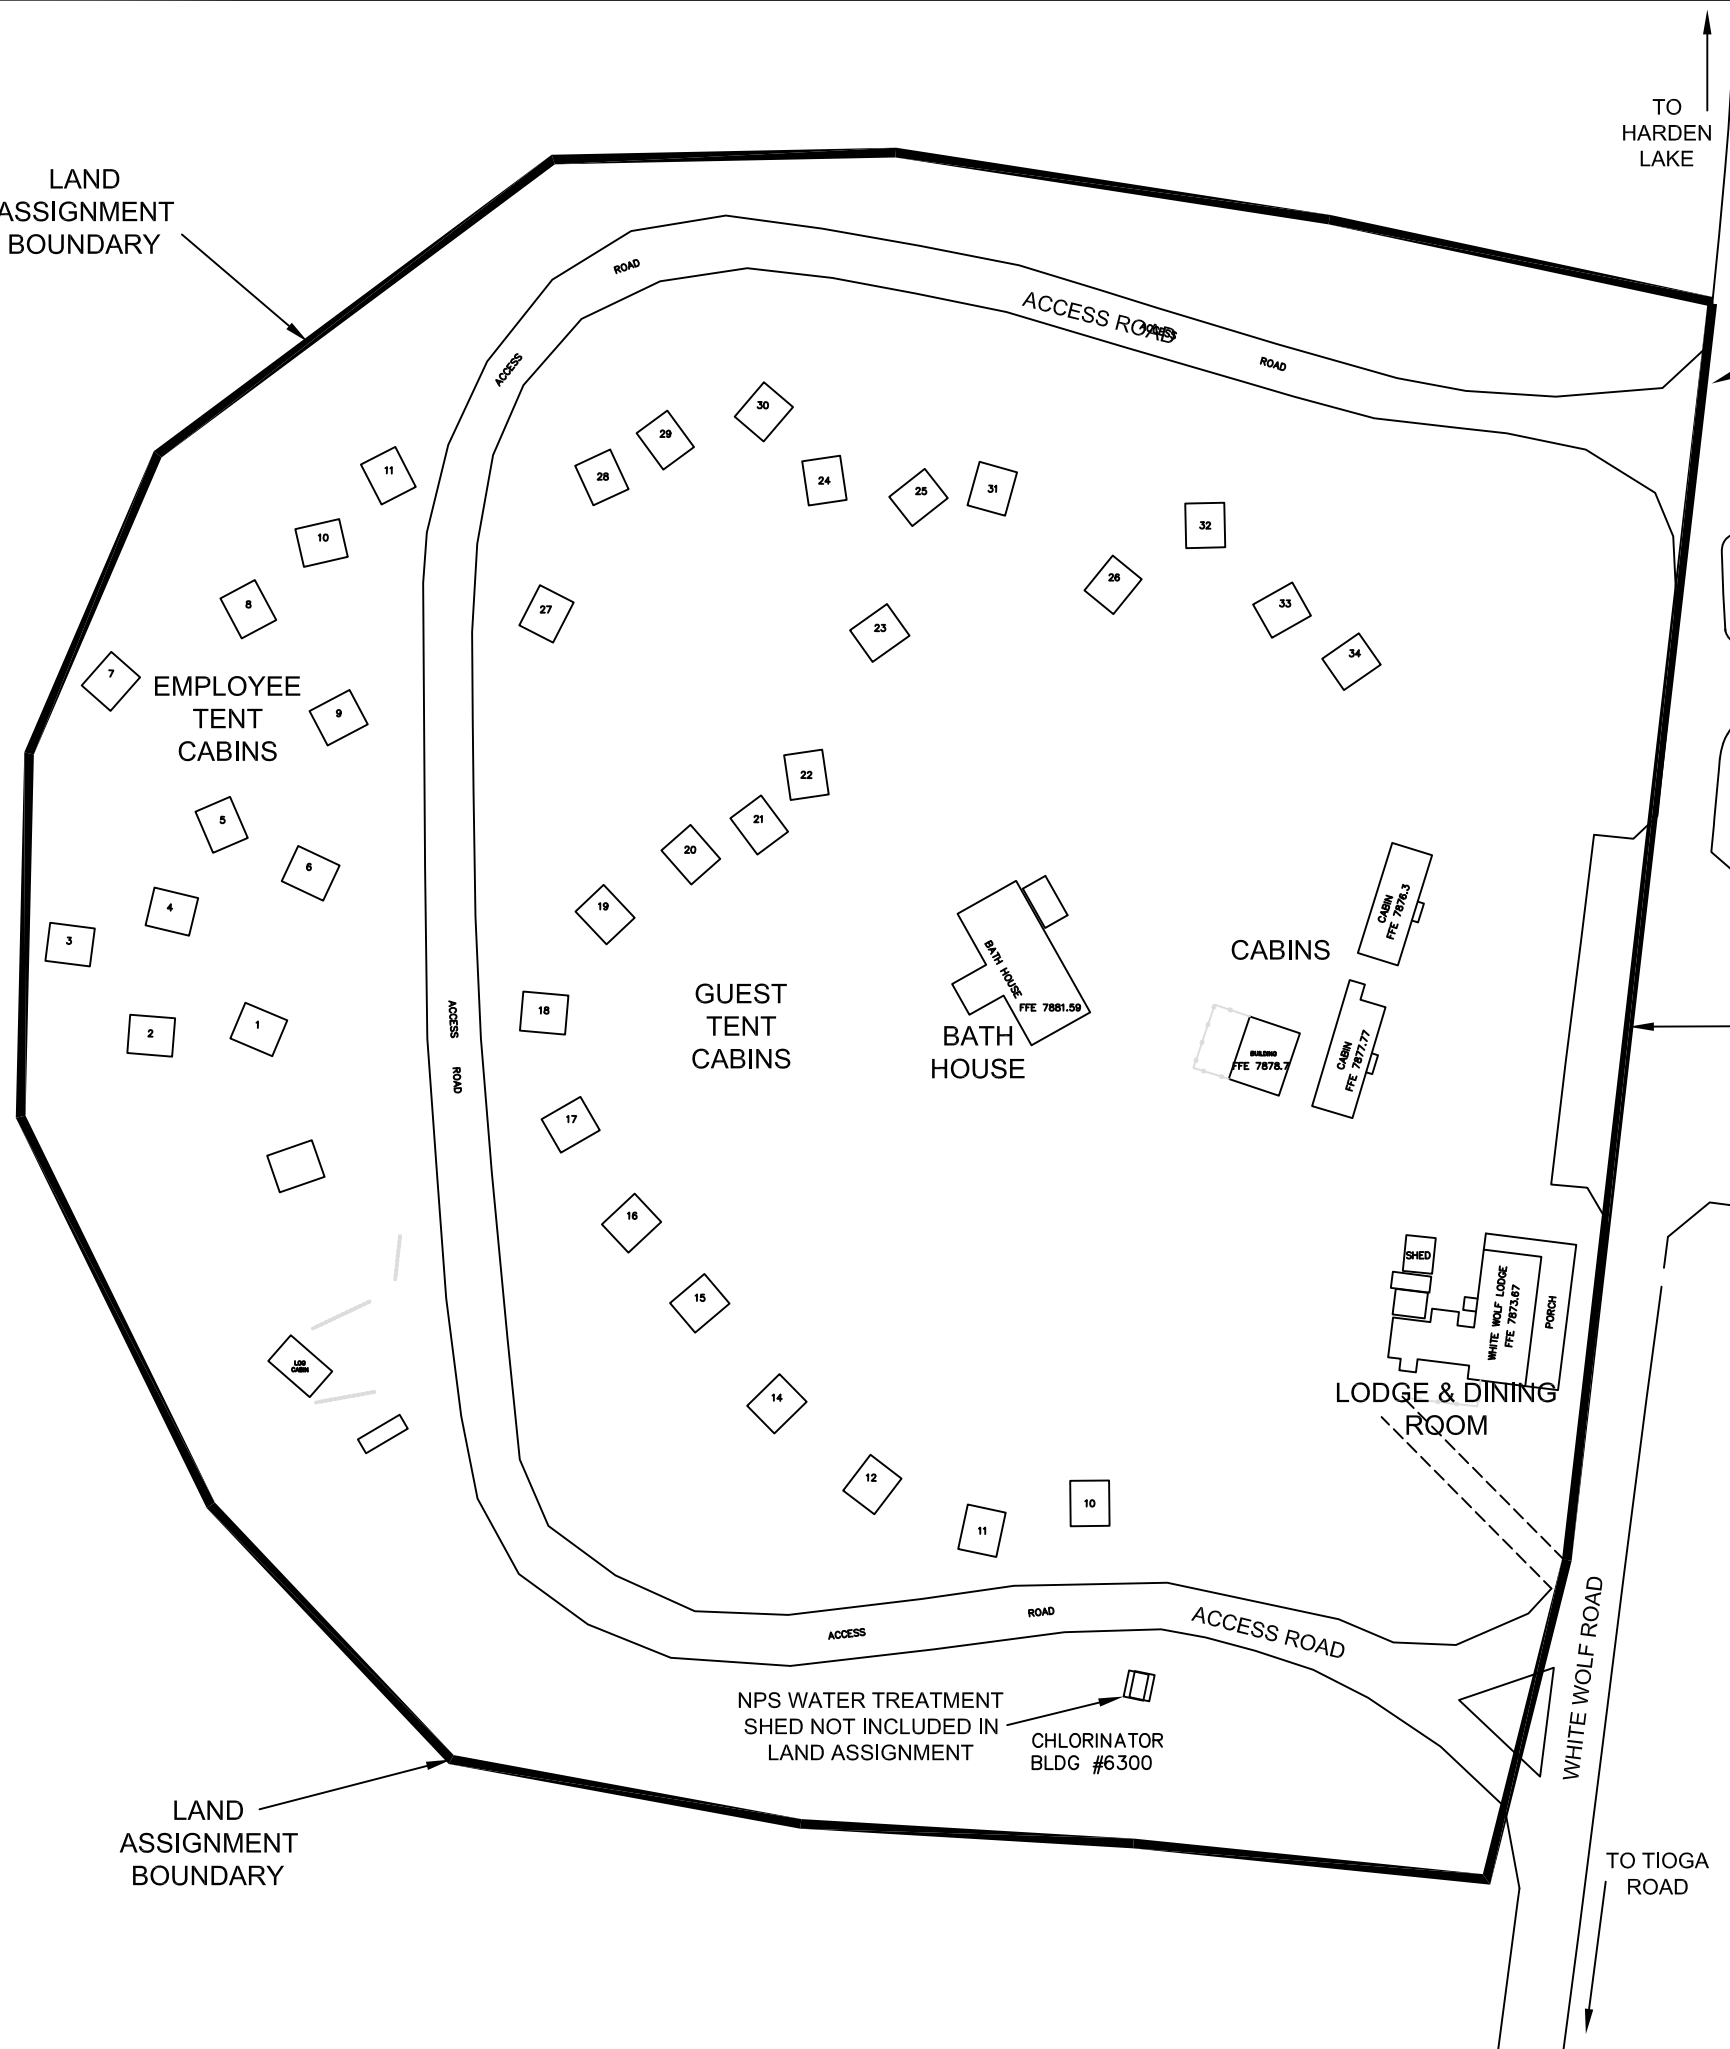 TO
HARDEN
LAKE
LAND
ASSIGNMENT
BOUNDARY
ROAD
ACCESS ROAD
ACCESS
ROAD
ACCESS
30
29
28
11
24
25
31
32
10
26
27
8
33
23
34
7
EMPLOYEE
TENT
CABINS
9
22
5
21
20
6
CABIN
FFE 7876.3
4
19
3
CABINS
BATH HOUSE
FFE 7881.59
GUEST
TENT
CABINS
18
1
2
ACCESS
ROAD
BATH
HOUSE
BUILDING
FFE 7878.7
CABIN
FFE 7877.77
17
16
SHED
15
WHITE WOLF LODGE
FFE 7873.67
PORCH
LOG
CABIN
LODGE & DINING
ROOM
14
12
11
10
ACCESS
ROAD
ACCESS ROAD
WHITE WOLF ROAD
NPS WATER TREATMENT
SHED NOT INCLUDED IN
LAND ASSIGNMENT
CHLORINATOR
BLDG #6300
LAND
ASSIGNMENT
BOUNDARY
TO TIOGA
ROAD